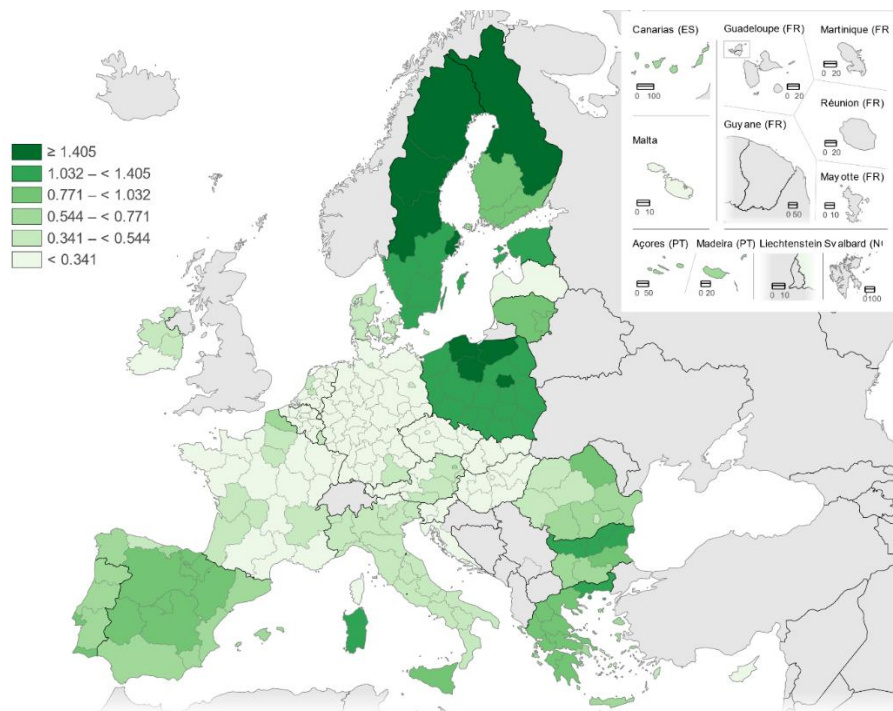 ≥ 1.405
1.032 – < 1.405
0.771 – < 1.032
0.544 – < 0.771
0.341 – < 0.544
< 0.341
Canarias (ES)
0 100
Guadeloupe (FR)
0 20
Martinique (FR
0 20
Réunion (FR)
0 20
Malta
0 10
Guyane (FR)
0 50
Mayotte (FR)
0 10
Açores (PT)
0 50
Madeira (PT)
0 20
Liechtenstein
0 10
Svalbard (N
0100